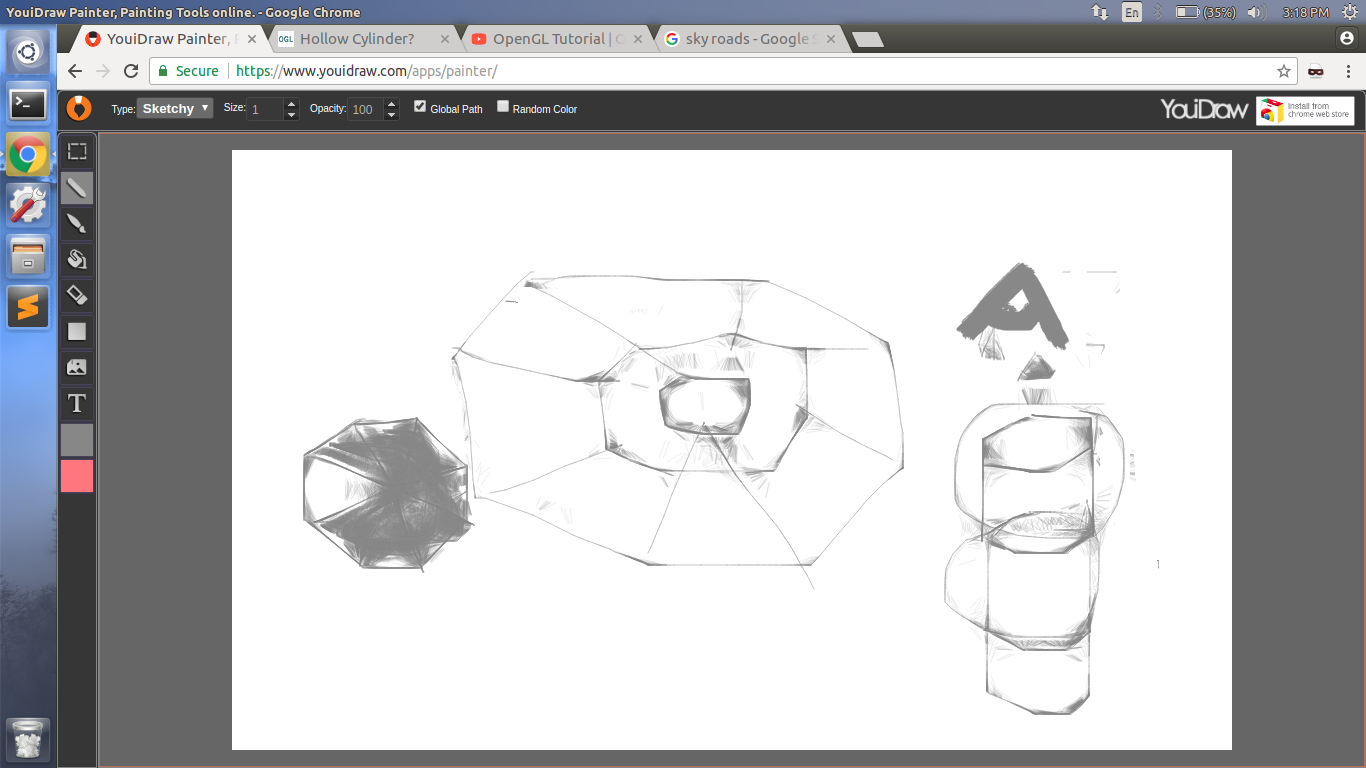 YouiDraw Painter, Painting Tools online. - Google Chrome
En
(35%)
3:18 PM
YouiDraw Painter, P
OGL
Hollow Cylinder?
OpenGL Tutorial | O
sky roads - Google S
Secure
https://www.youidraw.com/apps/painter/
Type:
Sketchy
Size:
1
Opacity:
100
Global Path
Random Color
YouiDraw
Install from
chrome web store
T
A